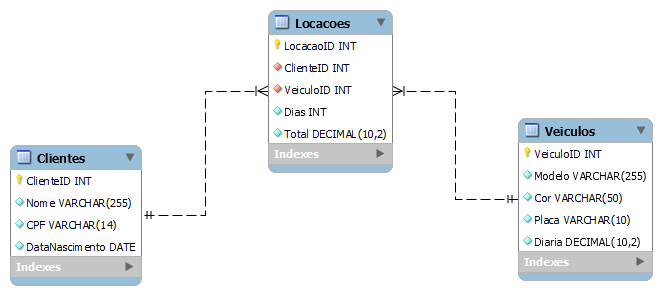 Locacoes
LocacaoID INT
ClienteID INT
VeiculoID INT
Dias INT
Total DECIMAL(10,2)
Indexes
Clientes
ClienteID INT
Nome VARCHAR(255)
CPF VARCHAR(14)
DataNascimento DATE
Indexes
Veiculos
VeiculoID INT
Modelo VARCHAR(255)
Cor VARCHAR(50)
Placa VARCHAR(10)
Diaria DECIMAL(10,2)
Indexes